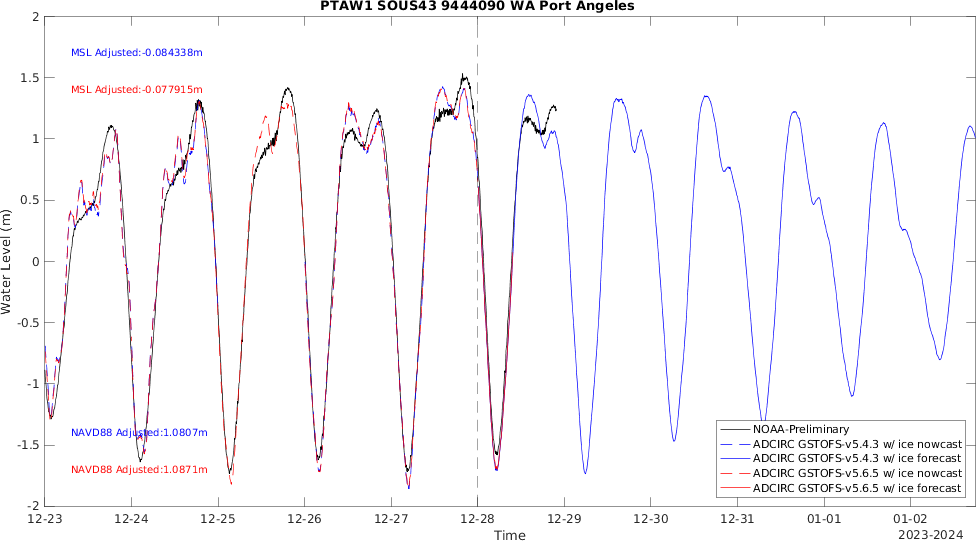 PTAW1 SOUS43 9444090 WA Port Angeles
2
1.5
1
0.5
0
-0.5
-1
-1.5
-2
Water Level (m)
MSL Adjusted:-0.084338m
MSL Adjusted:-0.077915m
NAVD88 Adjusted:1.0807m
NAVD88 Adjusted:1.0871m
NOAA-Preliminary
ADCIRC GSTOFS-v5.4.3 w/ ice nowcast
ADCIRC GSTOFS-v5.4.3 w/ ice forecast
ADCIRC GSTOFS-v5.6.5 w/ ice nowcast
ADCIRC GSTOFS-v5.6.5 w/ ice forecast
12-23 12-24 12-25 12-26 12-27 12-28 12-29 12-30 12-31 01-01 01-02
Time
2023-2024